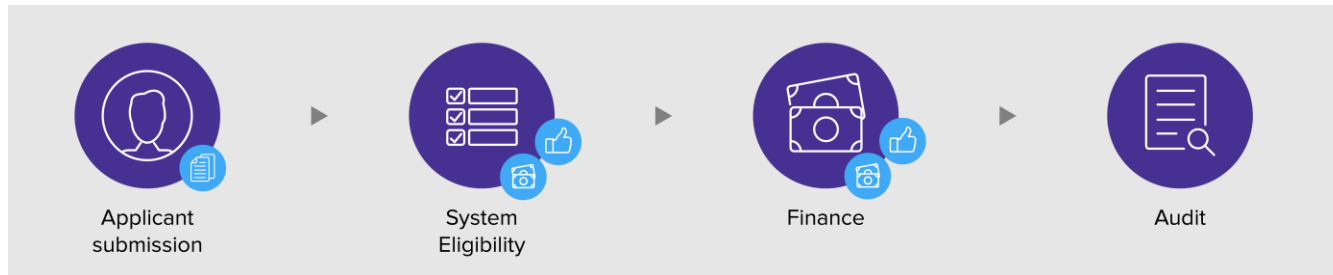 Applicant
submission
System
Eligibility
Finance
Audit